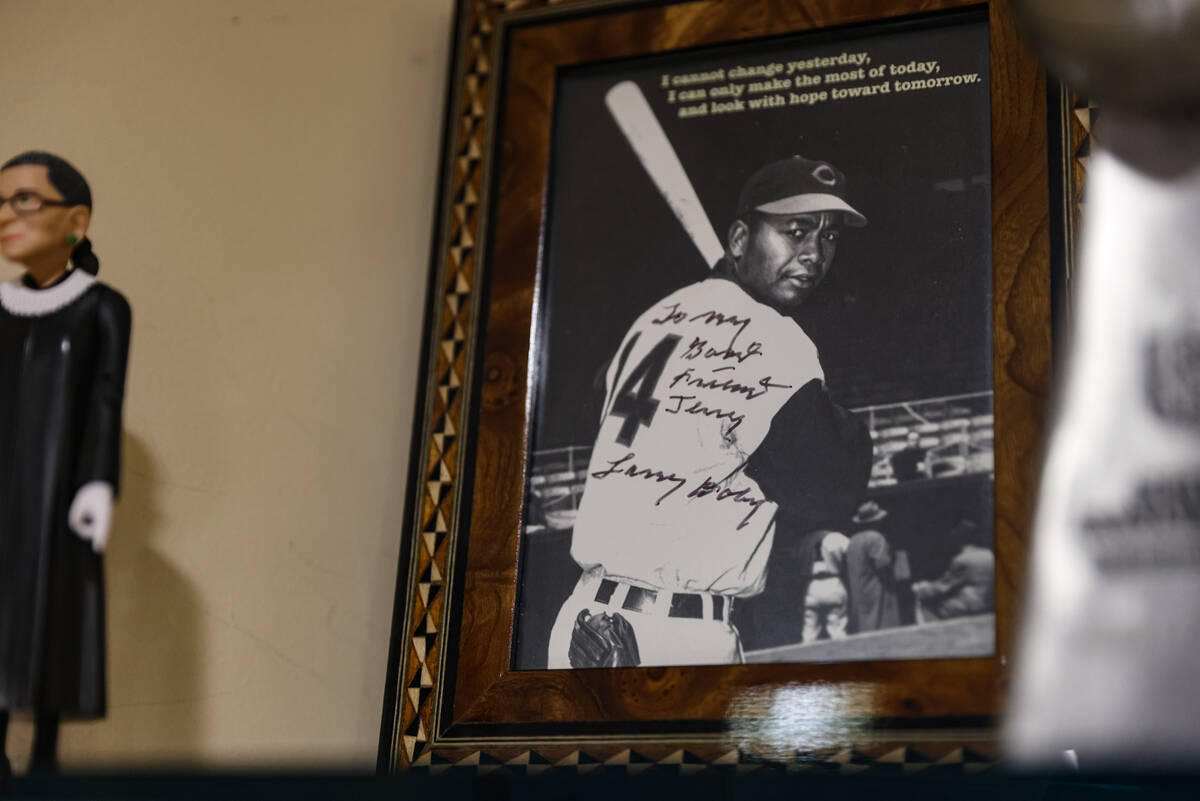 I cannot change yesterday,
I can only make the most of today,
and look with hope toward tomorrow.
C
14
To my
Best
Friend
Jerry
Larry Doby